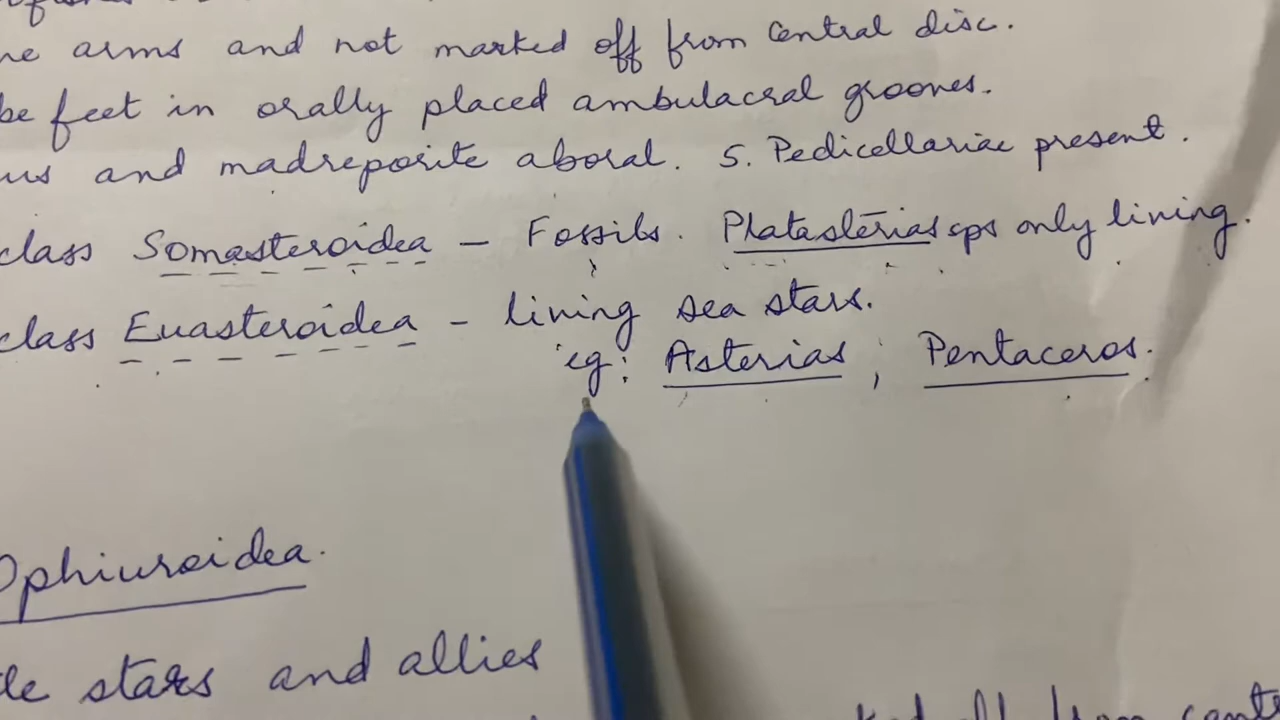 ne arms and not marked off from central disc.
be feet in orally placed ambulacral grooves.
us and madreporite aboral. 5. Pedicellariae present.
class Somasteroidea - Fossils. Platasterias sps only living.
class Euasteroidea - living sea stars.
eg: Asterias, Pentaceros.
Ophiuroidea.
le stars and allies